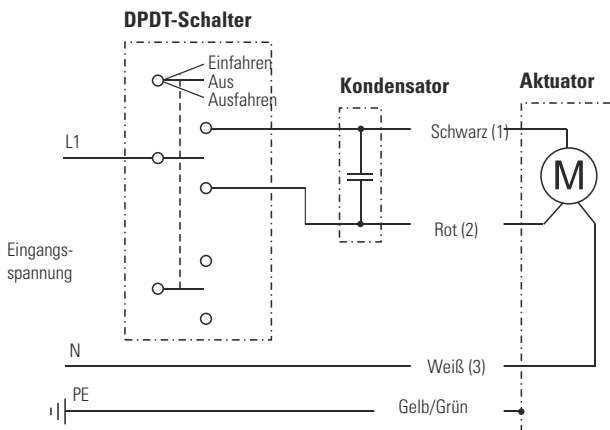 DPDT-Schalter
Einfahren
Aus
Ausfahren
Kondensator
Aktuator
L1
Schwarz (1)
M
Rot (2)
Eingangs-
spannung
N
Weiß (3)
PE
Gelb/Grün